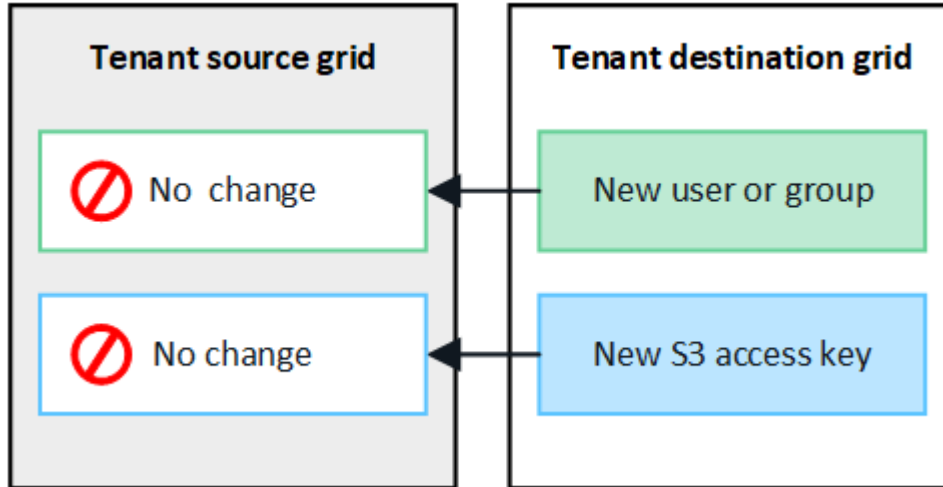 Tenant source grid
No change
No change
Tenant destination grid
New user or group
New S3 access key